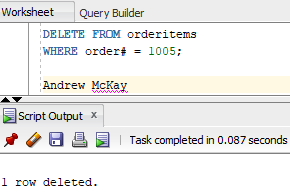 Worksheet Query Builder
DELETE FROM orderitems
WHERE order# = 1005;
Andrew McKay
Script Output x
Task completed in 0.087 seconds
1 row deleted.